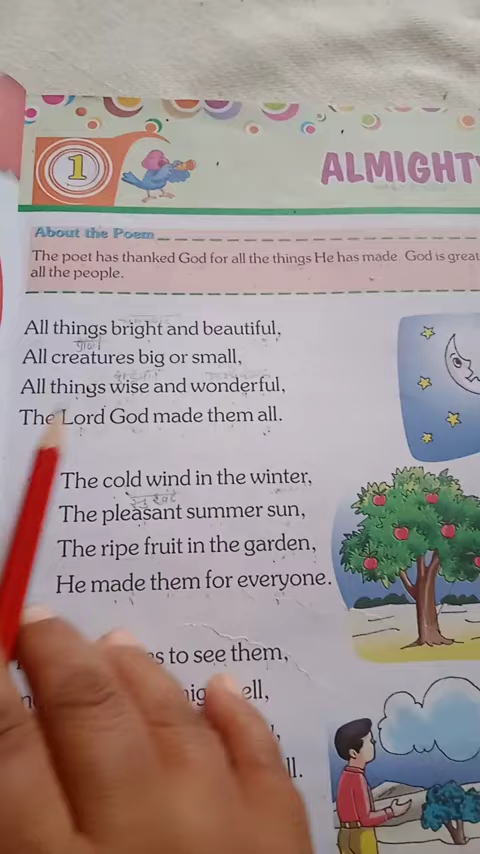 1
ALMIGHTY
About the Poem
The poet has thanked God for all the things He has made God is great
all the people.
All things bright and beautiful,
All creatures big or small,
All things wise and wonderful,
The Lord God made them all.
The cold wind in the winter,
The pleasant summer sun,
The ripe fruit in the garden,
He made them for everyone.
to see them,